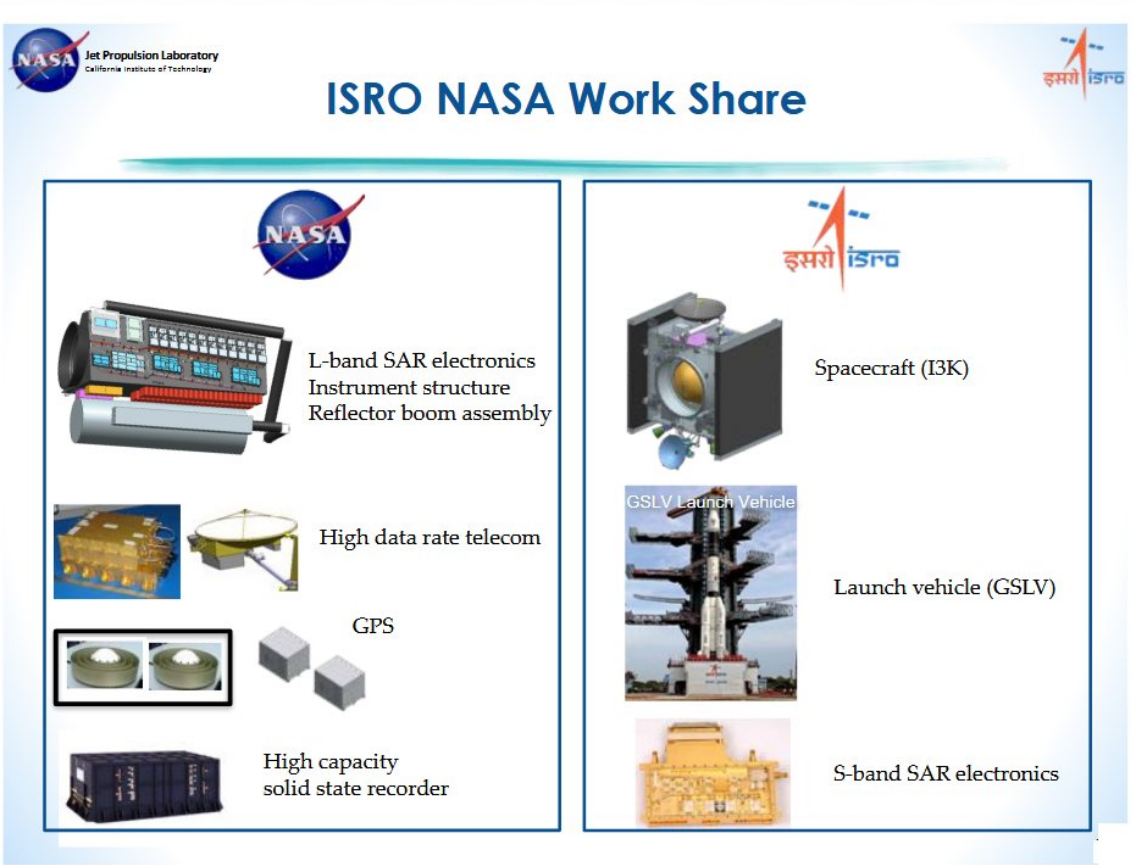 NASA
Jet Propulsion Laboratory
California Institute of Technology
इसरो isro
ISRO NASA Work Share
NASA
L-band SAR electronics
Instrument structure
Reflector boom assembly
High data rate telecom
GPS
High capacity
solid state recorder
इसरो isro
Spacecraft (I3K)
GSLV Launch Vehicle
Launch vehicle (GSLV)
S-band SAR electronics